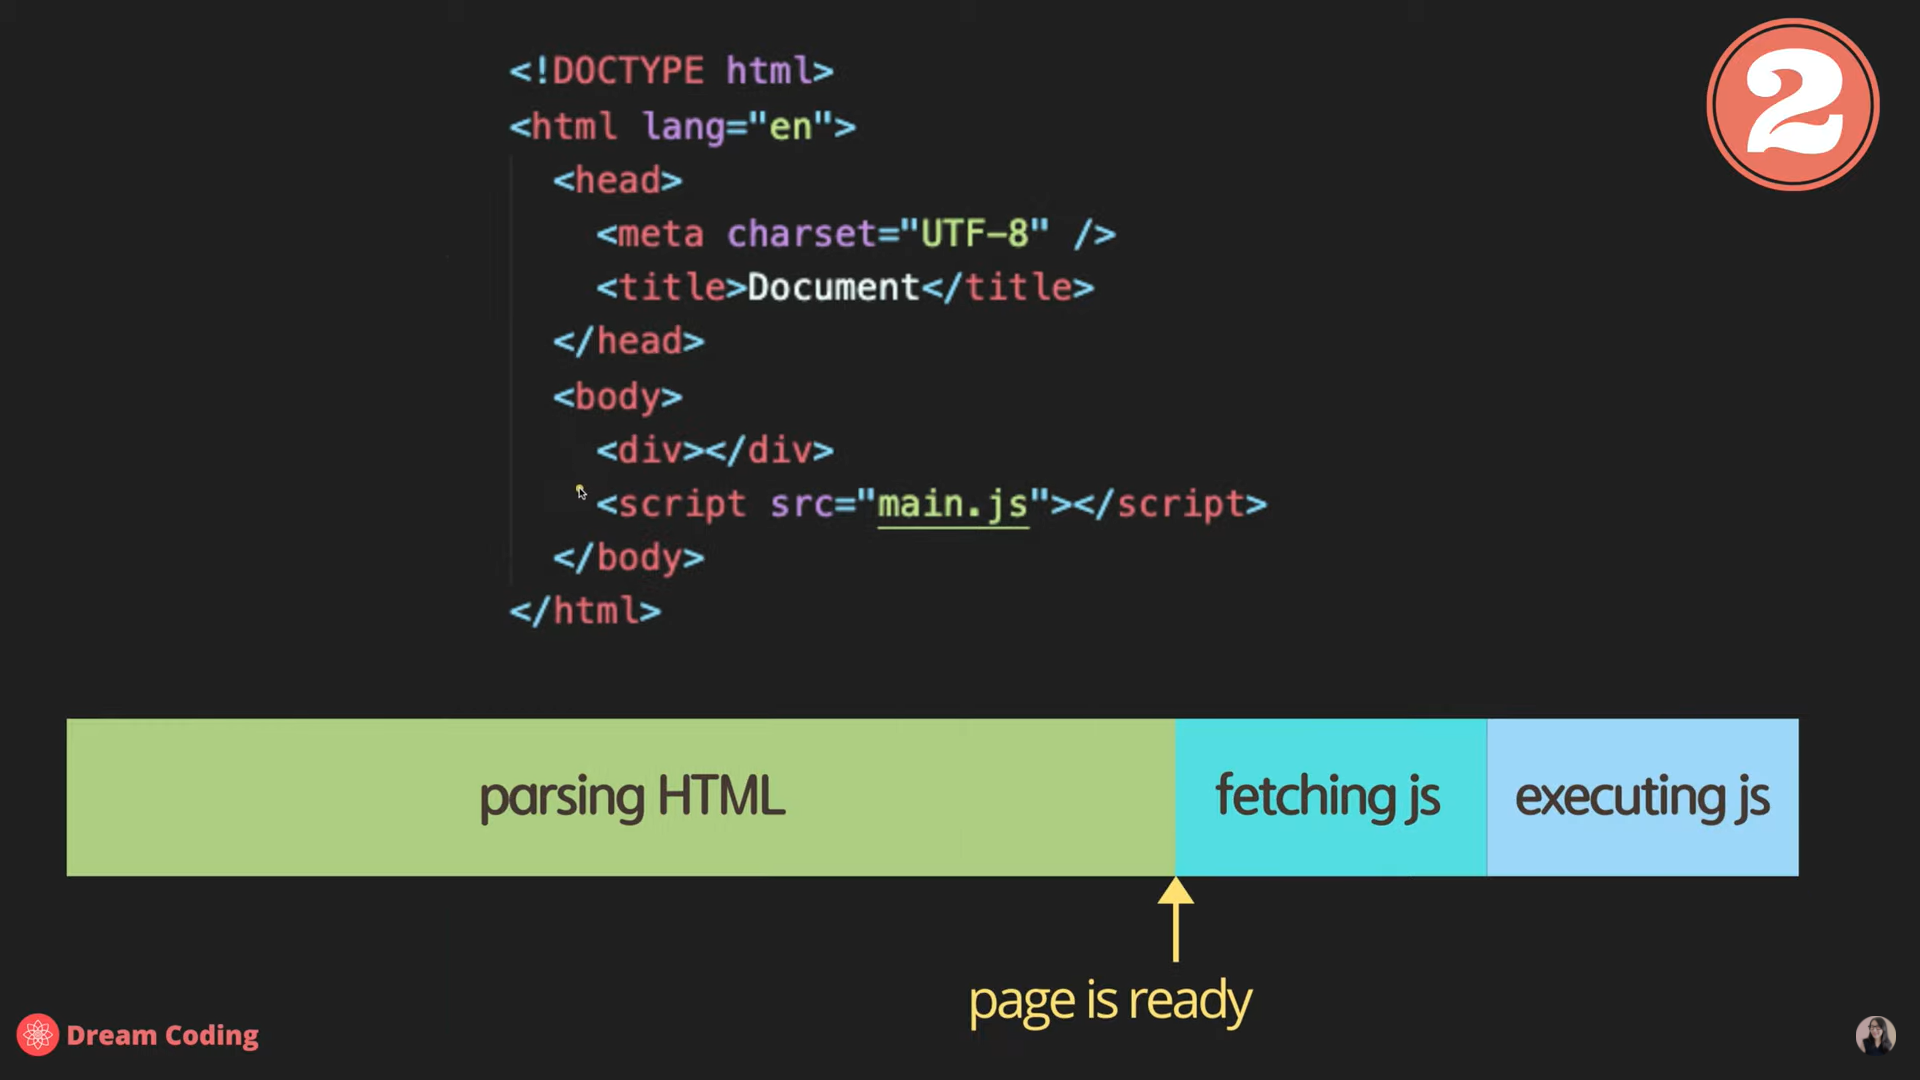 2
<!DOCTYPE html>
<html lang="en">
<head>
<meta charset="UTF-8" />
<title>Document</title>
</head>
<body>
<div></div>
<script src="main.js"></script>
</body>
</html>
parsing HTML
fetching js
executing js
page is ready
Dream Coding